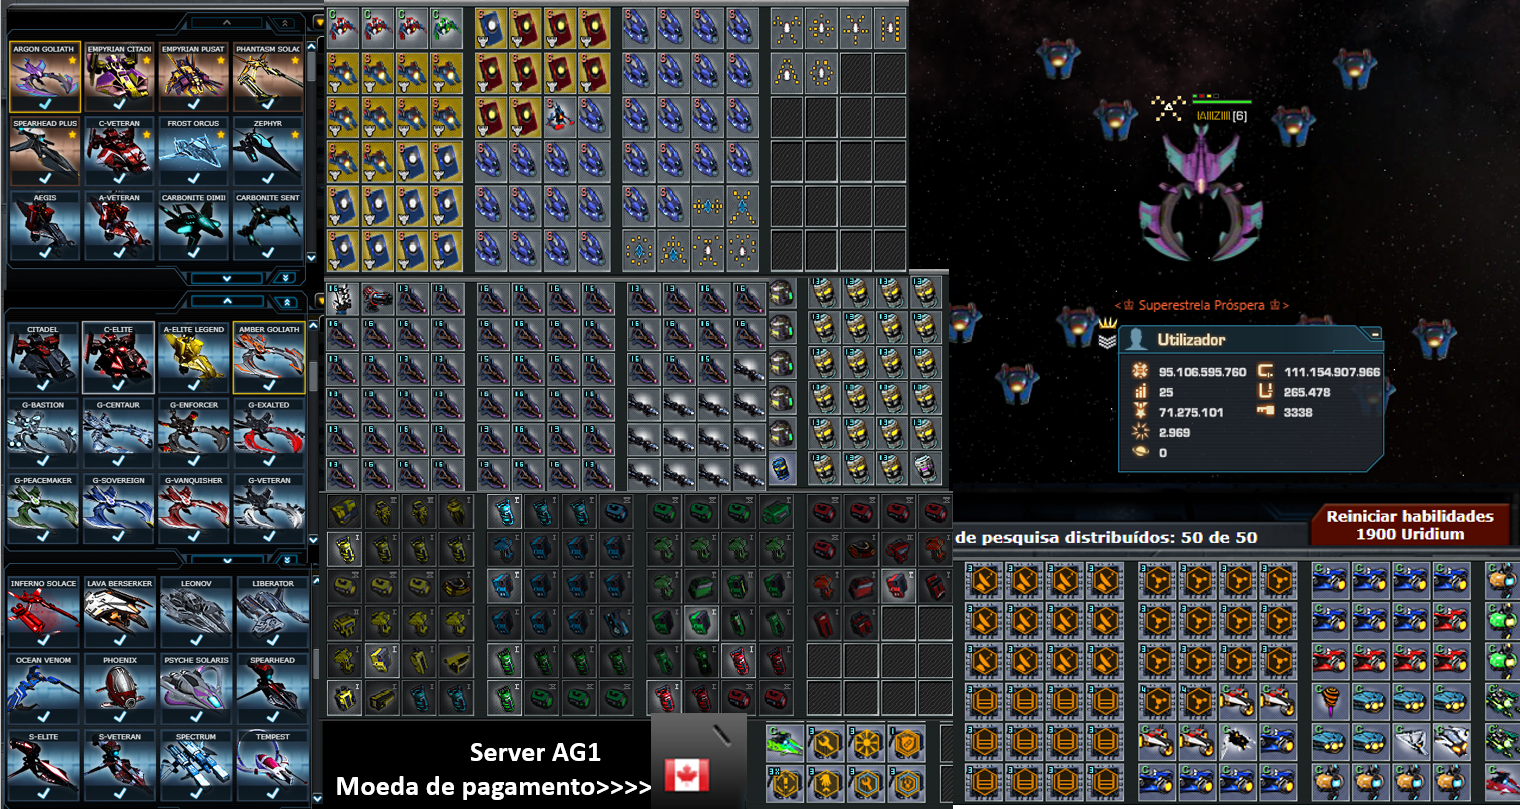 ARGON GOLIATH
EMPYRIAN CITADI
EMPYRIAN PUSAT
PHANTASM SOLAC
SPEARHEAD PLUS
C-VETERAN
FROST ORCUS
ZEPHYR
AEGIS
A-VETERAN
CARBONITE DIMI
CARBONITE SENT
CITADEL
C-ELITE
A-ELITE LEGEND
AMBER GOLIATH
G-BASTION
G-CENTAUR
G-ENFORCER
G-EXALTED
G-PEACEMAKER
G-SOVEREIGN
G-VANQUISHER
G-VETERAN
INFERNO SOLACE
LAVA BERSERKER
LEONOV
LIBERATOR
OCEAN VENOM
PHOENIX
PSYCHE SOLARIS
SPEARHEAD
S-ELITE
S-VETERAN
SPECTRUM
TEMPEST
[6]
Superestrela Próspera
Utilizador
95.106.595.760
111.154.907.966
25
265.478
71.275.101
3338
2.969
0
de pesquisa distribuídos: 50 de 50
Reiniciar habilidades
1900 Uridium
Server AG1
Moeda de pagamento>>>>